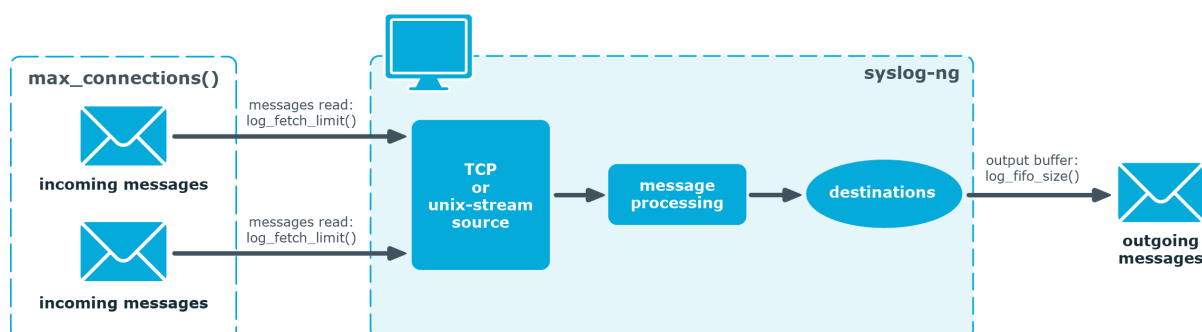 max_connections()
incoming messages
incoming messages
messages read:
log_fetch_limit()
messages read:
log_fetch_limit()
syslog-ng
TCP
or
unix-stream
source
message
processing
destinations
output buffer:
log_fifo_size()
outgoing
messages